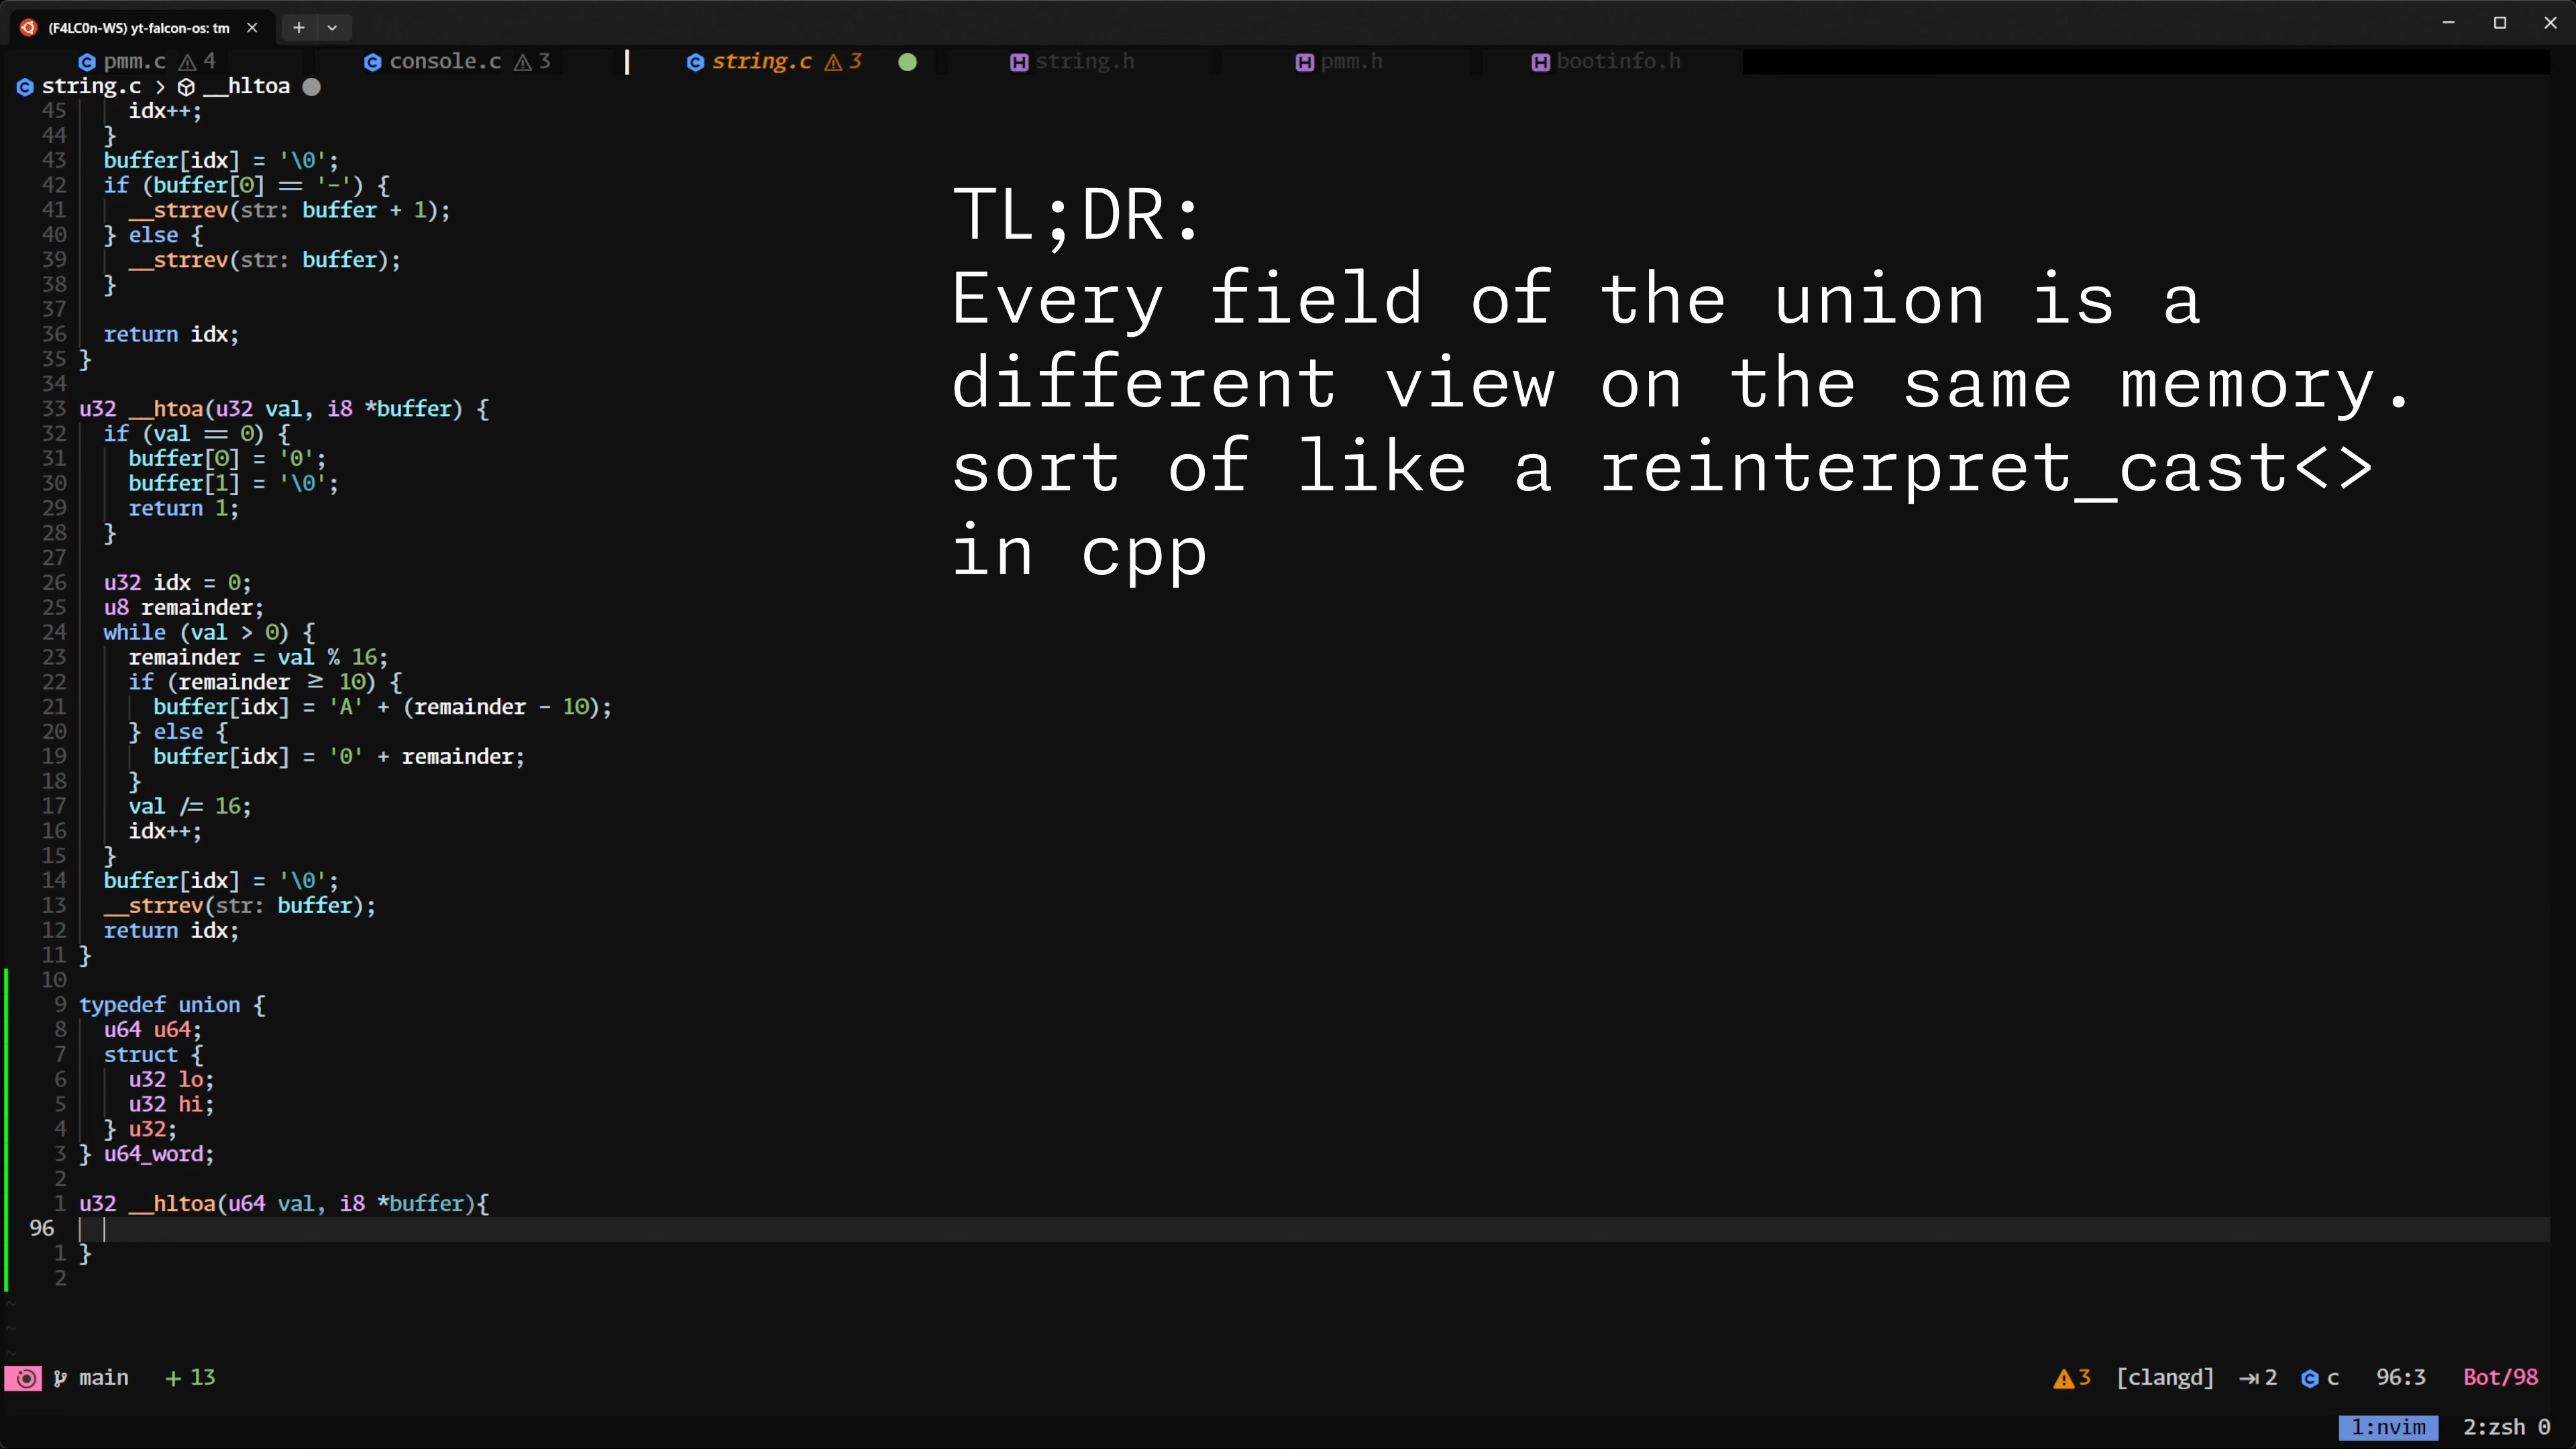 (F4LC0n-WS) yt-falcon-os: tm
pmm.c 4 console.c 3 string.c 3 string.h pmm.h bootinfo.h
string.c > __hltoa
45 idx++;
44 }
43 buffer[idx] = '\0';
42 if (buffer[0] == '-') {
41 __strrev(str: buffer + 1);
40 } else {
39 __strrev(str: buffer);
38 }
37
36 return idx;
35 }
34
33 u32 __htoa(u32 val, i8 *buffer) {
32 if (val == 0) {
31 buffer[0] = '0';
30 buffer[1] = '\0';
29 return 1;
28 }
27
26 u32 idx = 0;
25 u8 remainder;
24 while (val > 0) {
23 remainder = val % 16;
22 if (remainder ≥ 10) {
21 buffer[idx] = 'A' + (remainder - 10);
20 } else {
19 buffer[idx] = '0' + remainder;
18 }
17 val /= 16;
16 idx++;
15 }
14 buffer[idx] = '\0';
13 __strrev(str: buffer);
12 return idx;
11 }
10
9 typedef union {
8 u64 u64;
7 struct {
6 u32 lo;
5 u32 hi;
4 } u32;
3 } u64_word;
2
1 u32 __hltoa(u64 val, i8 *buffer){
96
1 }
2
~
~
~
TL;DR:
Every field of the union is a
different view on the same memory.
sort of like a reinterpret_cast<>
in cpp
main + 13 3 [clangd] 2 c 96:3 Bot/98
1:nvim 2:zsh 0